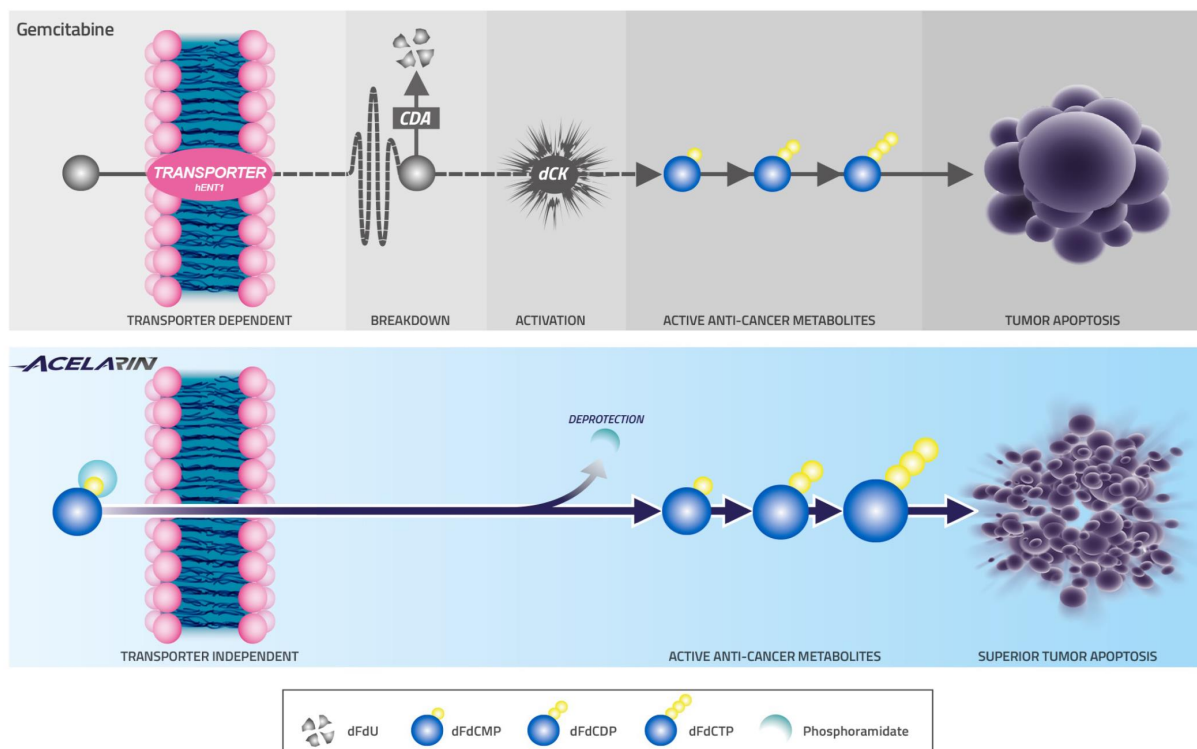 Gemcitabine
CDA
TRANSPORTER
hENT1
dCK
TRANSPORTER DEPENDENT
BREAKDOWN
ACTIVATION
ACTIVE ANTI-CANCER METABOLITES
TUMOR APOPTOSIS
ACELARIN
DEPROTECTION
TRANSPORTER INDEPENDENT
ACTIVE ANTI-CANCER METABOLITES
SUPERIOR TUMOR APOPTOSIS
dFdU
dFdCMP
dFdCDP
dFdCTP
Phosphoramidate